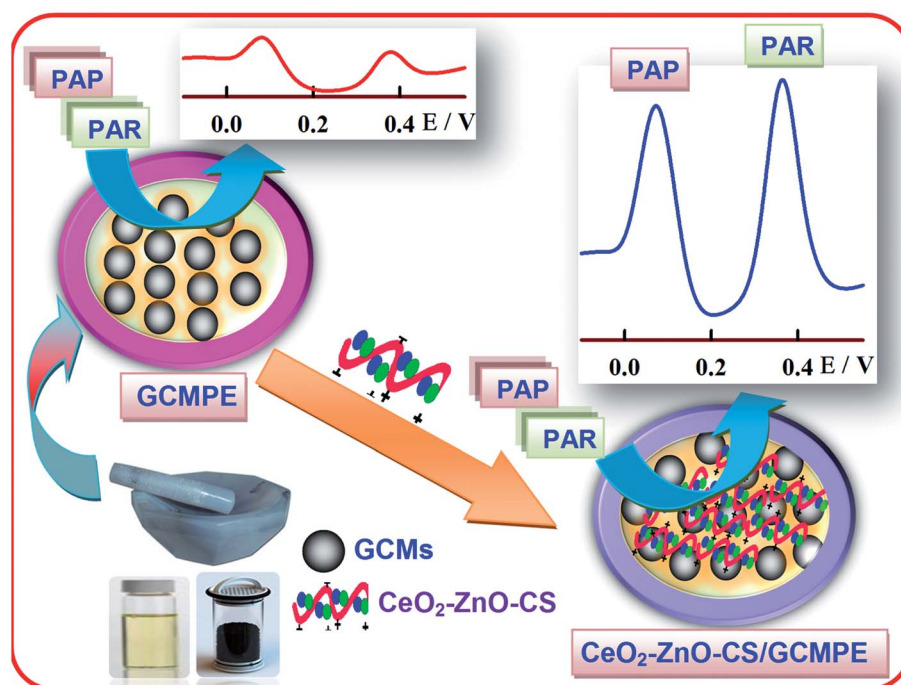 PAP
PAR
0.0 0.2 0.4 E / V
GCMPE
PAP
PAR
0.0 0.2 0.4 E / V
PAP
PAR
GCMs
CeO₂-ZnO-CS
CeO₂-ZnO-CS/GCMPE